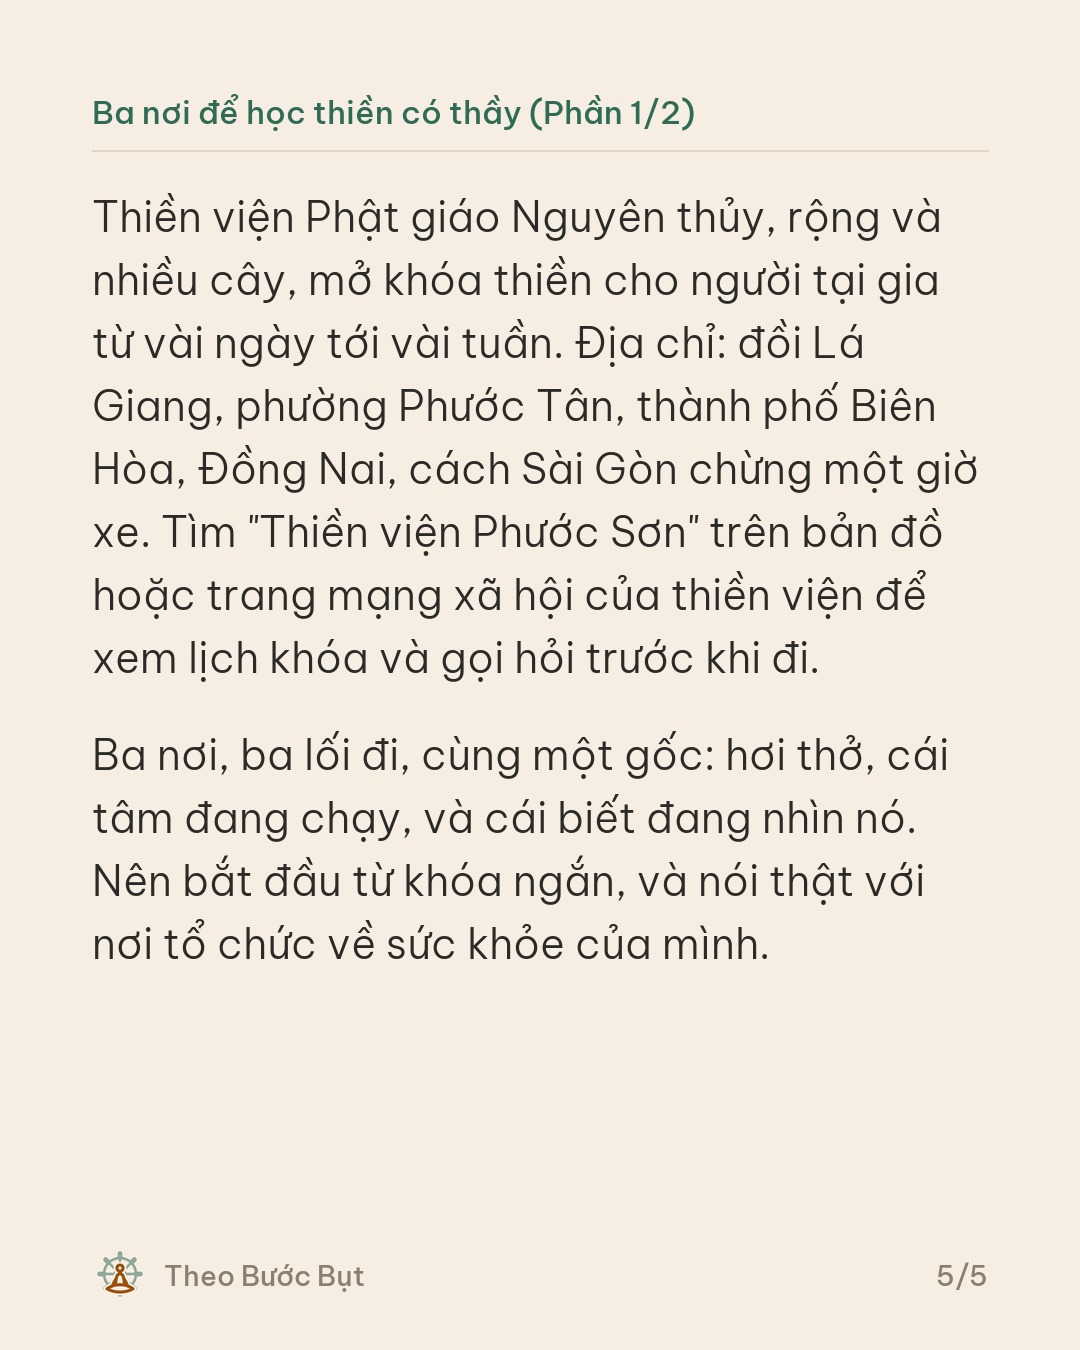 Ba nơi để học thiền có thầy (Phần 1/2)
Thiền viện Phật giáo Nguyên thủy, rộng và
nhiều cây, mở khóa thiền cho người tại gia
từ vài ngày tới vài tuần. Địa chỉ: đồi Lá
Giang, phường Phước Tân, thành phố Biên
Hòa, Đồng Nai, cách Sài Gòn chừng một giờ
xe. Tìm "Thiền viện Phước Sơn" trên bản đồ
hoặc trang mạng xã hội của thiền viện để
xem lịch khóa và gọi hỏi trước khi đi.
Ba nơi, ba lối đi, cùng một gốc: hơi thở, cái
tâm đang chạy, và cái biết đang nhìn nó.
Nên bắt đầu từ khóa ngắn, và nói thật với
nơi tổ chức về sức khỏe của mình.
Theo Bước Bụt
5/5